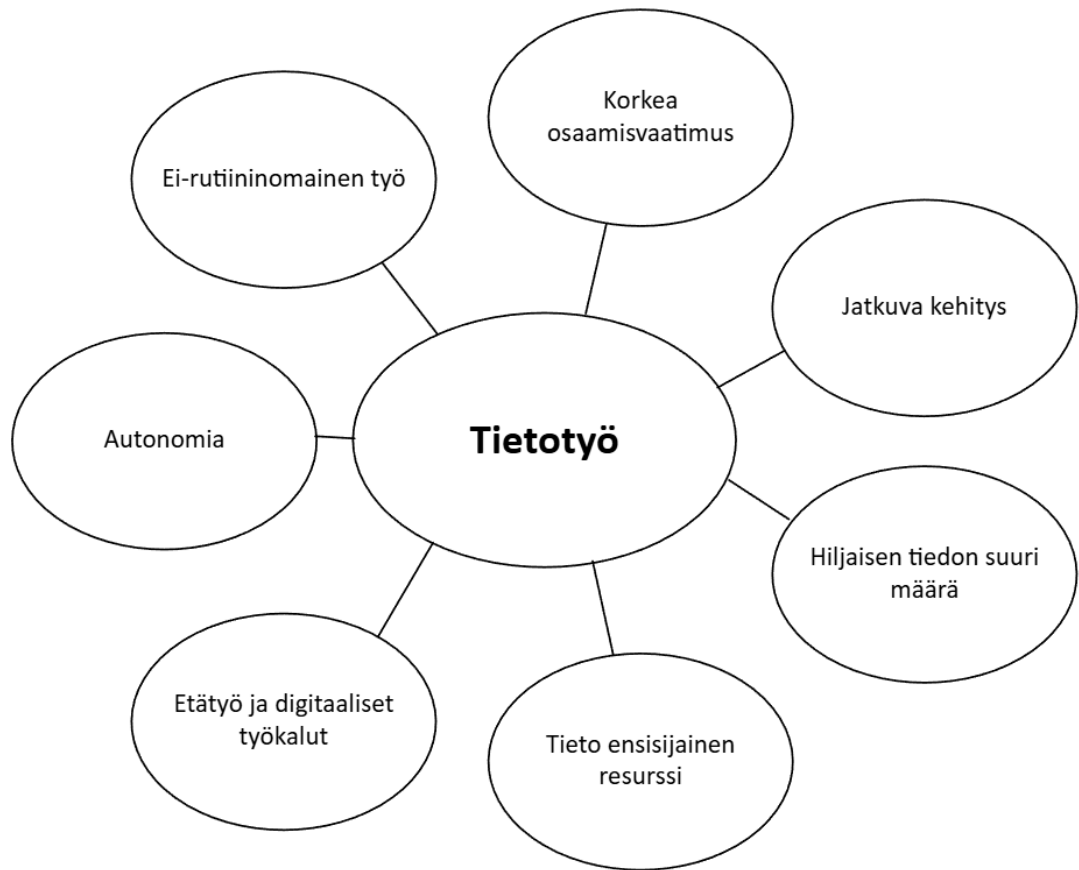 Korkea
osaamisvaatimus
Ei-rutiininomainen työ
Jatkuva kehitys
Autonomia
Tietotyö
Hiljaisen tiedon suuri
määrä
Etätyö ja digitaaliset
työkalut
Tieto ensisijainen
resurssi